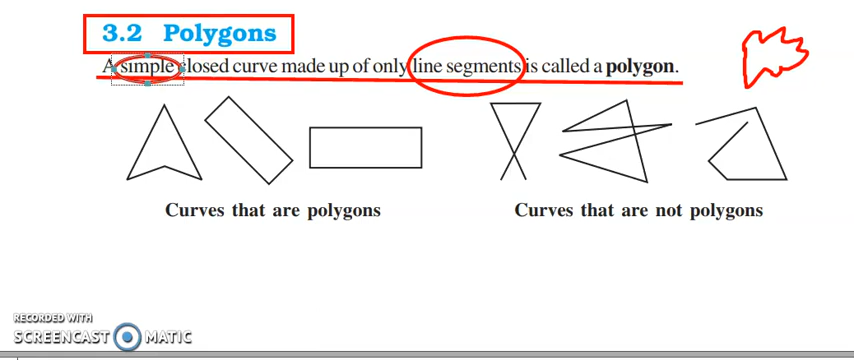 3.2 Polygons
A simple closed curve made up of only line segments is called a polygon.
Curves that are polygons
Curves that are not polygons
RECORDED WITH
SCREENCAST MATIC